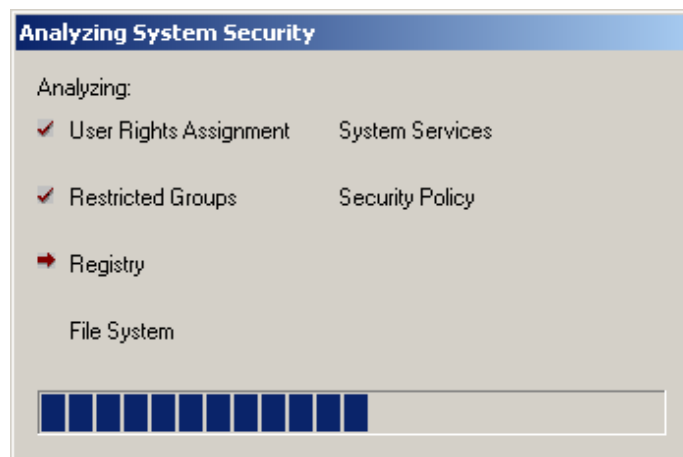 Analyzing System Security
Analyzing:
User Rights Assignment
System Services
Restricted Groups
Security Policy
Registry
File System